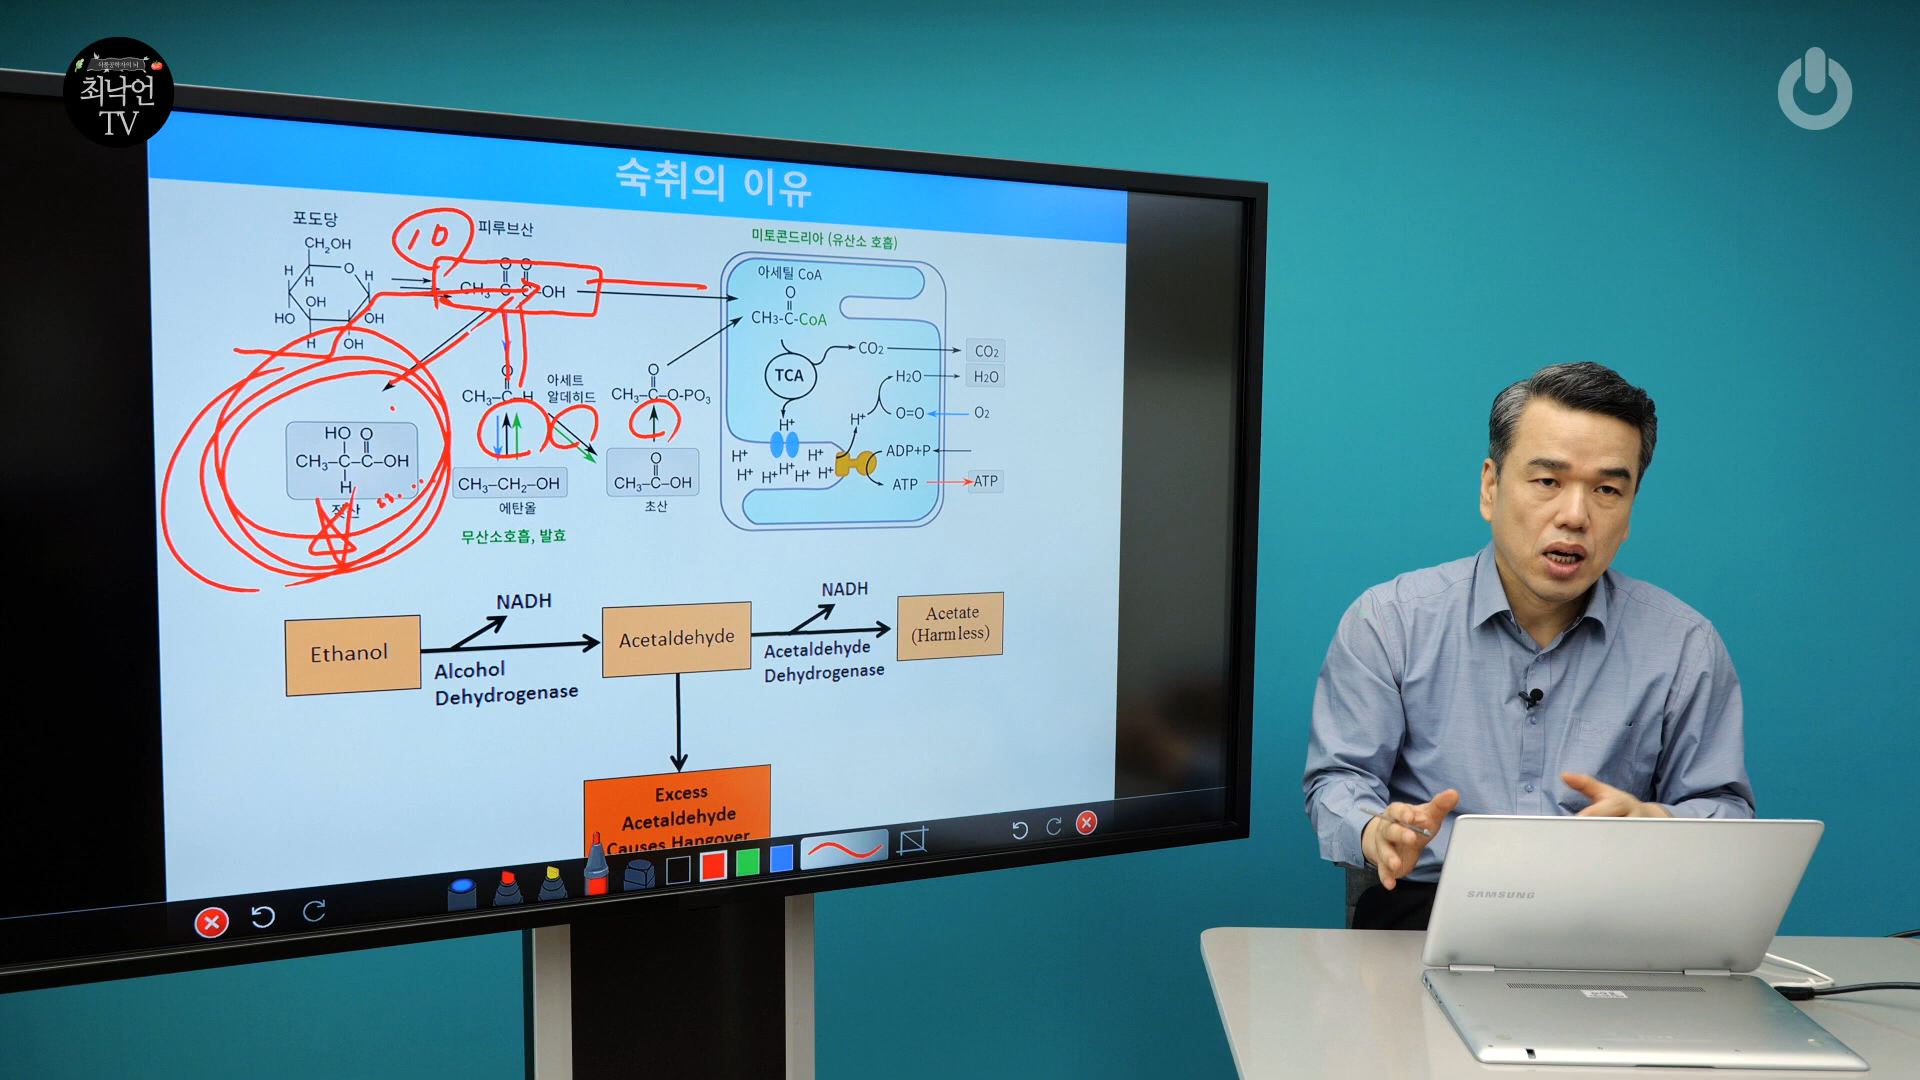 최낙언
TV
숙취의 이유
포도당
CH₂OH
H
O
H
H
OH
HO
OH
H
OH
10
피루브산
O O
CH₃-C-C-OH
미토콘드리아 (유산소 호흡)
아세틸 CoA
O
CH3-C-CoA
TCA
CO₂
CO₂
H₂O
H₂O
O=O
O₂
H⁺
H⁺
H⁺
H⁺
H⁺
H⁺
H⁺
H⁺
H⁺
ADP+P
ATP
ATP
O
CH₃-C-H
아세트
알데히드
O
CH₃-C-O-PO₃
HO O
CH₃-C-C-OH
H
젖산
CH₃-CH₂-OH
에탄올
O
CH₃-C-OH
초산
무산소호흡, 발효
Ethanol
NADH
Alcohol
Dehydrogenase
Acetaldehyde
NADH
Acetaldehyde
Dehydrogenase
Acetate
(Harmless)
Excess
Acetaldehyde
Causes Hangover
SAMSUNG